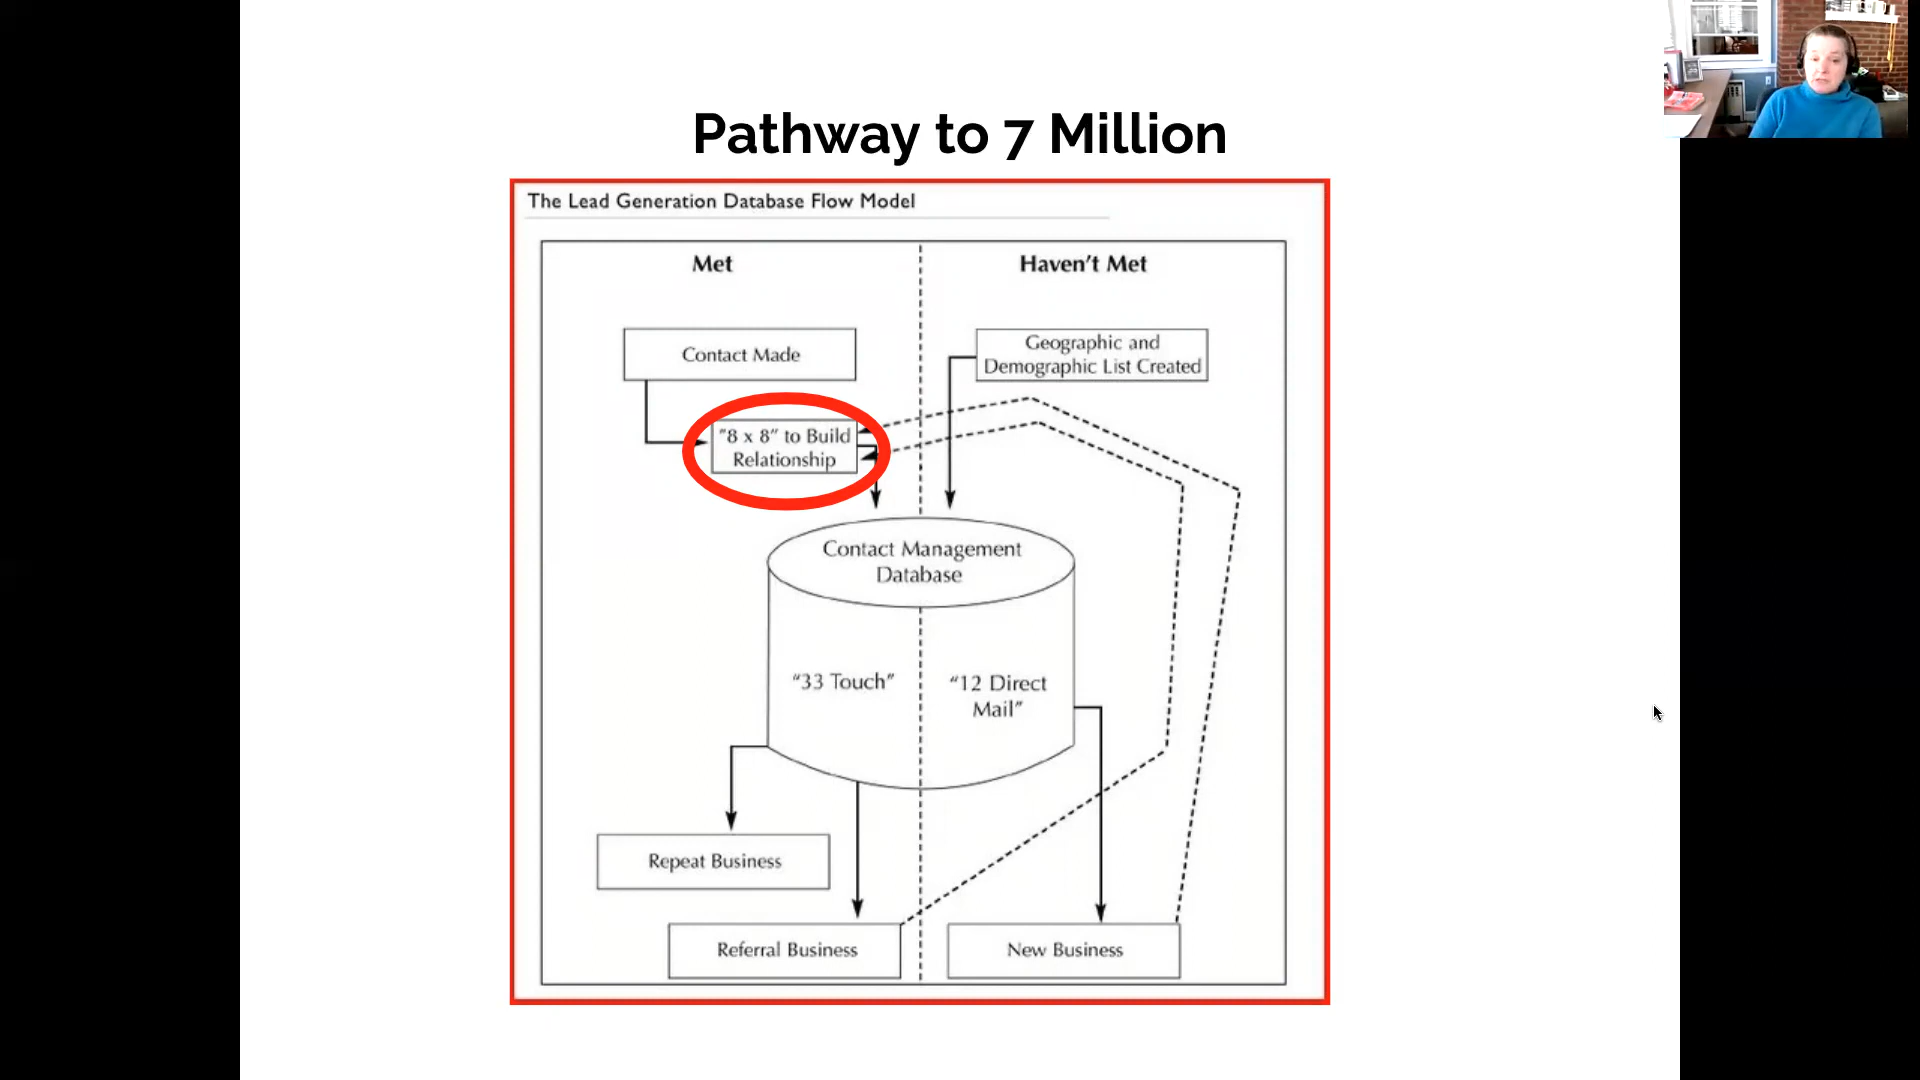 Pathway to 7 Million
The Lead Generation Database Flow Model
Met
Haven't Met
Contact Made
Geographic and
Demographic List Created
"8 x 8" to Build
Relationship
Contact Management
Database
"33 Touch"
"12 Direct
Mail"
Repeat Business
Referral Business
New Business